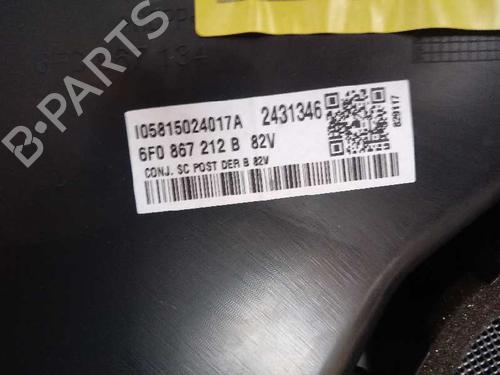 I05815024017A 2431346
6F0 867 212 B 82V
CONJ. SC POST DER B 82V
829117
B-PARTS